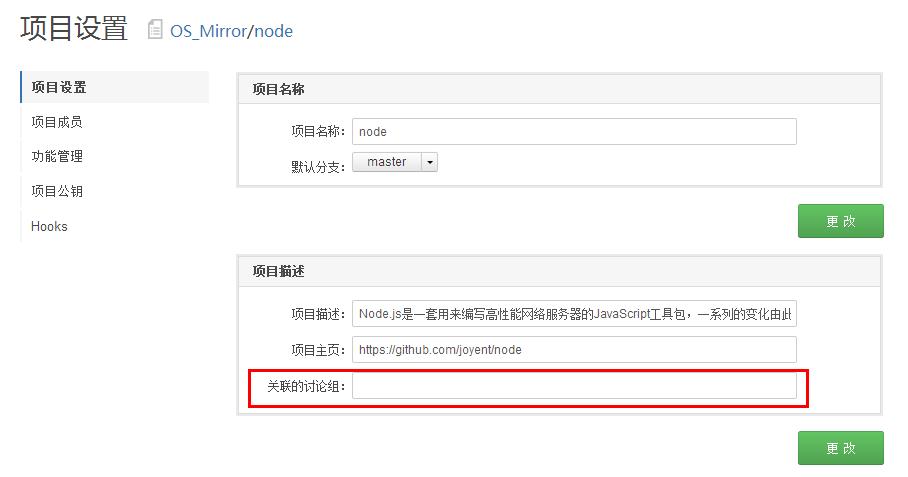 项目设置 OS_Mirror/node
项目设置
项目成员
功能管理
项目公钥
Hooks
项目名称
项目名称： node
默认分支： master
更 改
项目描述
项目描述： Node.js是一套用来编写高性能网络服务器的JavaScript工具包，一系列的变化由此
项目主页： https://github.com/joyent/node
关联的讨论组：
更 改